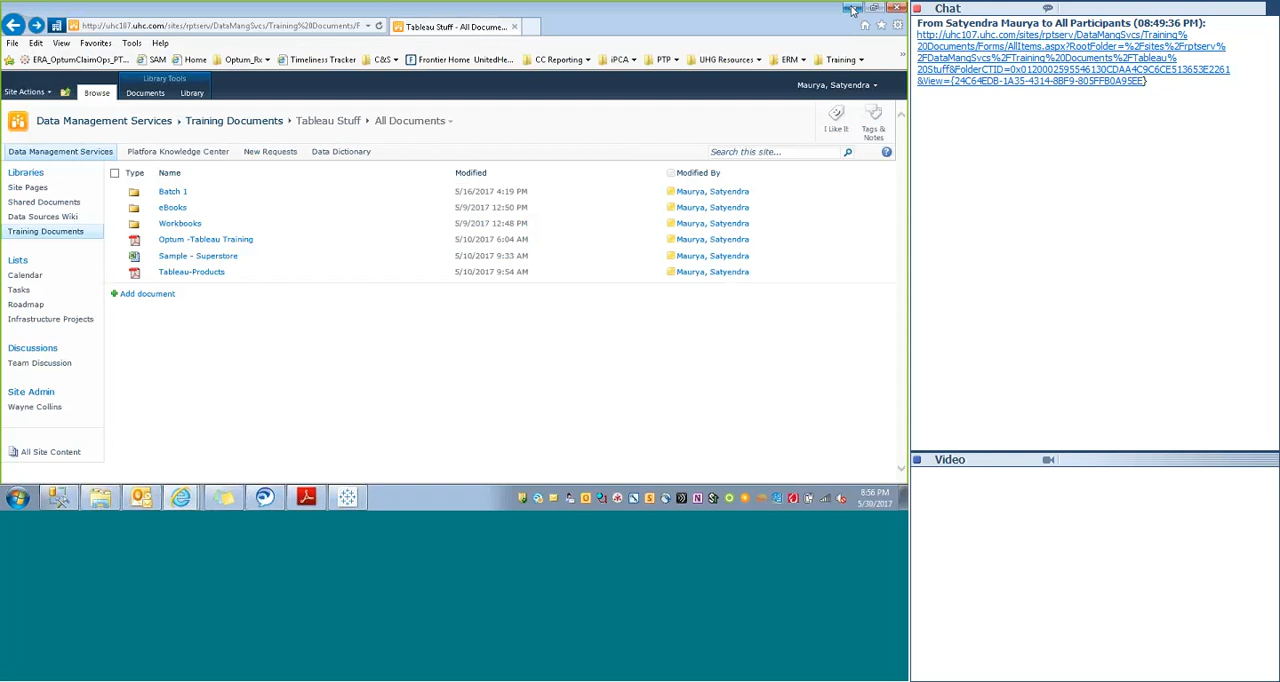 http://uhc107.uhc.com/sites/rptserv/DataMangSvcs/Training%20Documents/F
Tableau Stuff - All Docume...
File Edit View Favorites Tools Help
ERA_OptumClaimOps_PT... SAM Home Optum_Rx Timeliness Tracker C&S Frontier Home UnitedHe... CC Reporting iPCA PTP UHG Resources ERM Training
Library Tools
Site Actions Browse Documents Library Maurya, Satyendra
Data Management Services Training Documents Tableau Stuff All Documents
I Like It Tags & Notes
Data Management Services Platfora Knowledge Center New Requests Data Dictionary Search this site...
Libraries
Site Pages
Shared Documents
Data Sources Wiki
Training Documents
Lists
Calendar
Tasks
Roadmap
Infrastructure Projects
Discussions
Team Discussion
Site Admin
Wayne Collins
All Site Content
Type Name Modified Modified By
Batch 1 5/16/2017 4:19 PM Maurya, Satyendra
eBooks 5/9/2017 12:50 PM Maurya, Satyendra
Workbooks 5/9/2017 12:48 PM Maurya, Satyendra
Optum -Tableau Training 5/10/2017 6:04 AM Maurya, Satyendra
Sample - Superstore 5/10/2017 9:33 AM Maurya, Satyendra
Tableau-Products 5/10/2017 9:54 AM Maurya, Satyendra
Add document
8:56 PM
5/30/2017
Chat
From Satyendra Maurya to All Participants (08:49:36 PM):
http://uhc107.uhc.com/sites/rptserv/DataMangSvcs/Training%
20Documents/Forms/AllItems.aspx?RootFolder=%2Fsites%2Frptserv%
2FDataMangSvcs%2FTraining%20Documents%2FTableau%
20Stuff&FolderCTID=0x0120002595546130CDAA4C9C6CE513653E2261
&View={24C64EDB-1A35-4314-8BF9-805FFB0A95EE}
Video